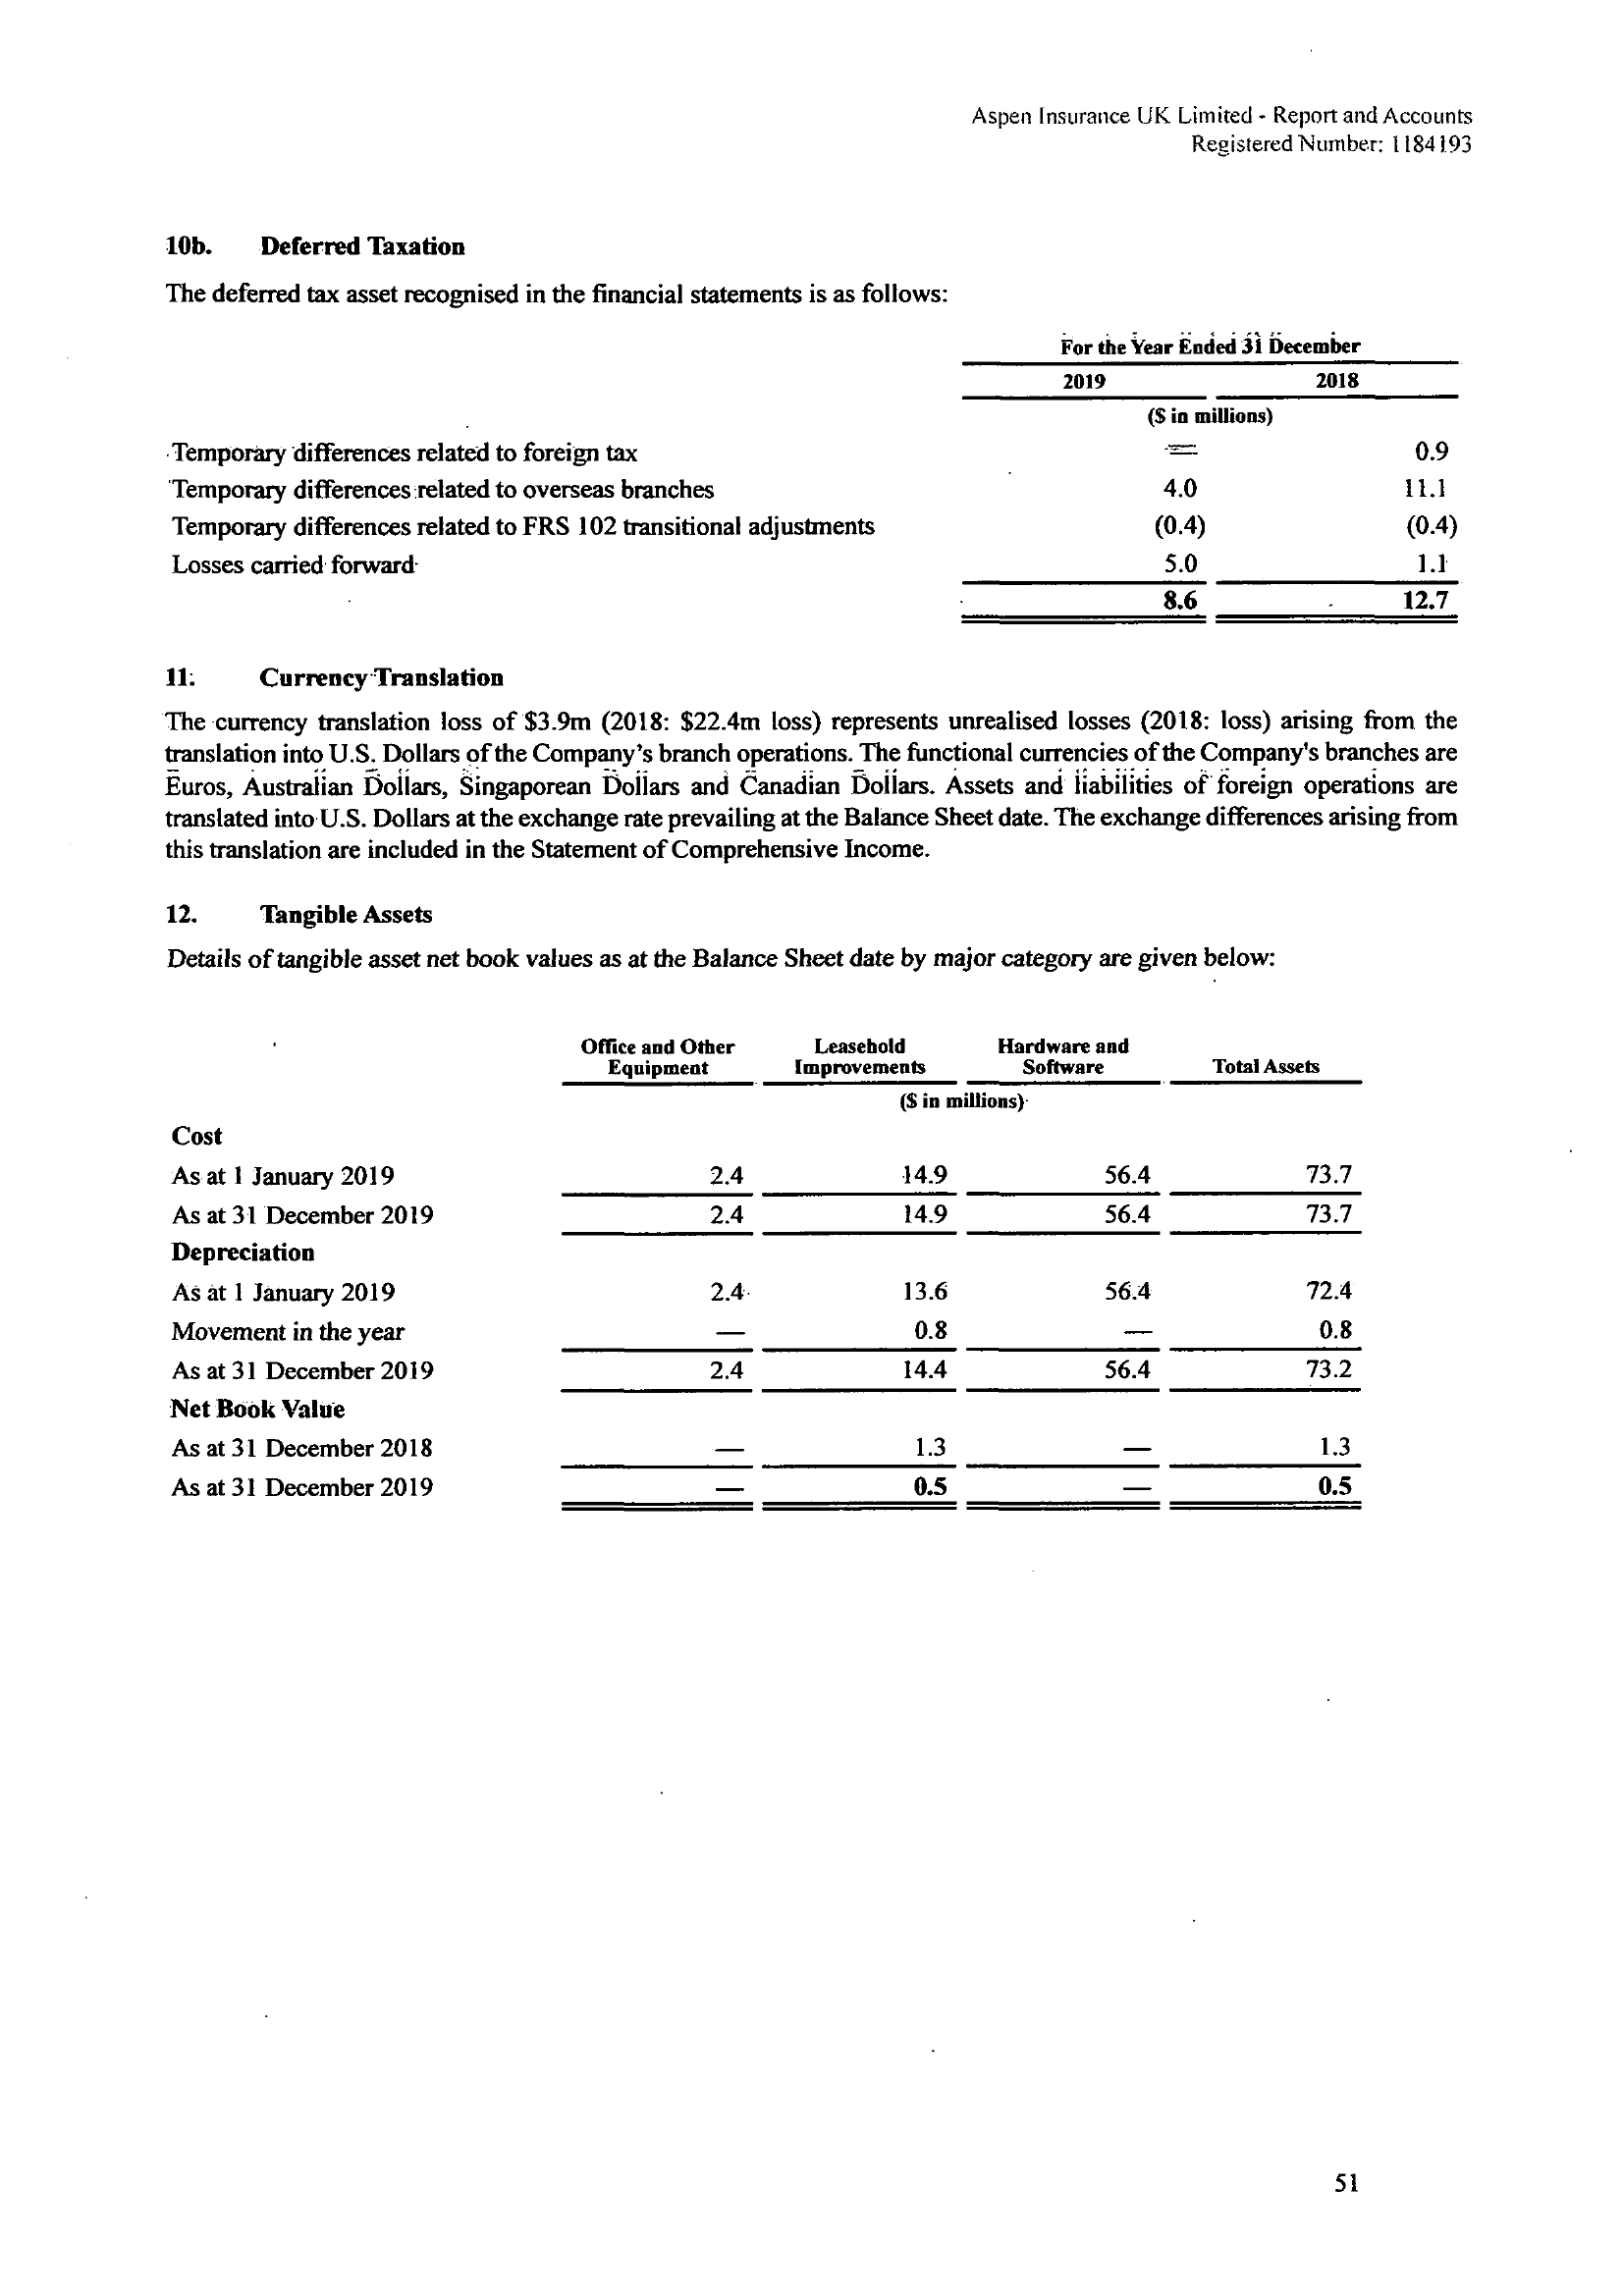 Aspen Insurance UK Limited - Report and Accounts
Registered Number: 1184193
10b. Deferred Taxation
The deferred tax asset recognised in the financial statements is as follows:
For the Year Ended 31 December
2019 2018
($ in millions)
Temporary differences related to foreign tax — 0.9
Temporary differences related to overseas branches 4.0 11.1
Temporary differences related to FRS 102 transitional adjustments (0.4) (0.4)
Losses carried forward 5.0 1.1
8.6 12.7
11. Currency Translation
The currency translation loss of $3.9m (2018: $22.4m loss) represents unrealised losses (2018: loss) arising from the
translation into U.S. Dollars of the Company's branch operations. The functional currencies of the Company's branches are
Euros, Australian Dollars, Singaporean Dollars and Canadian Dollars. Assets and liabilities of foreign operations are
translated into U.S. Dollars at the exchange rate prevailing at the Balance Sheet date. The exchange differences arising from
this translation are included in the Statement of Comprehensive Income.
12. Tangible Assets
Details of tangible asset net book values as at the Balance Sheet date by major category are given below:
Office and Other Leasehold Hardware and
Equipment Improvements Software Total Assets
($ in millions)
Cost
As at 1 January 2019 2.4 14.9 56.4 73.7
As at 31 December 2019 2.4 14.9 56.4 73.7
Depreciation
As at 1 January 2019 2.4 13.6 56.4 72.4
Movement in the year — 0.8 — 0.8
As at 31 December 2019 2.4 14.4 56.4 73.2
Net Book Value
As at 31 December 2018 — 1.3 — 1.3
As at 31 December 2019 — 0.5 — 0.5
51